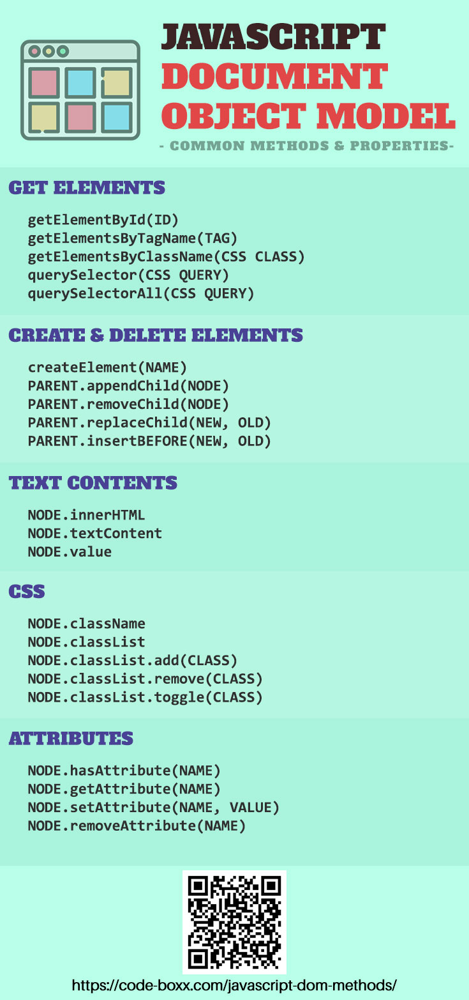 JAVASCRIPT
DOCUMENT
OBJECT MODEL
- COMMON METHODS & PROPERTIES-
GET ELEMENTS
getElementById(ID)
getElementsByTagName(TAG)
getElementsByClassName(CSS CLASS)
querySelector(CSS QUERY)
querySelectorAll(CSS QUERY)
CREATE & DELETE ELEMENTS
createElement(NAME)
PARENT.appendChild(NODE)
PARENT.removeChild(NODE)
PARENT.replaceChild(NEW, OLD)
PARENT.insertBEFORE(NEW, OLD)
TEXT CONTENTS
NODE.innerHTML
NODE.textContent
NODE.value
CSS
NODE.className
NODE.classList
NODE.classList.add(CLASS)
NODE.classList.remove(CLASS)
NODE.classList.toggle(CLASS)
ATTRIBUTES
NODE.hasAttribute(NAME)
NODE.getAttribute(NAME)
NODE.setAttribute(NAME, VALUE)
NODE.removeAttribute(NAME)
https://code-boxx.com/javascript-dom-methods/